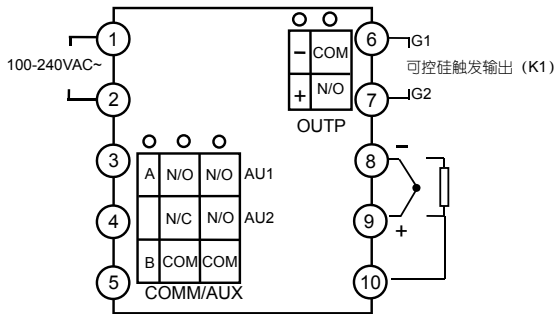 1
6
G1
− COM
100-240VAC~
可控硅触发输出（K1）
+ N/O
2
7
G2
OUTP
3
8
−
A N/O N/O AU1
4
N/C N/O AU2
9
+
B COM COM
5
10
COMM/AUX